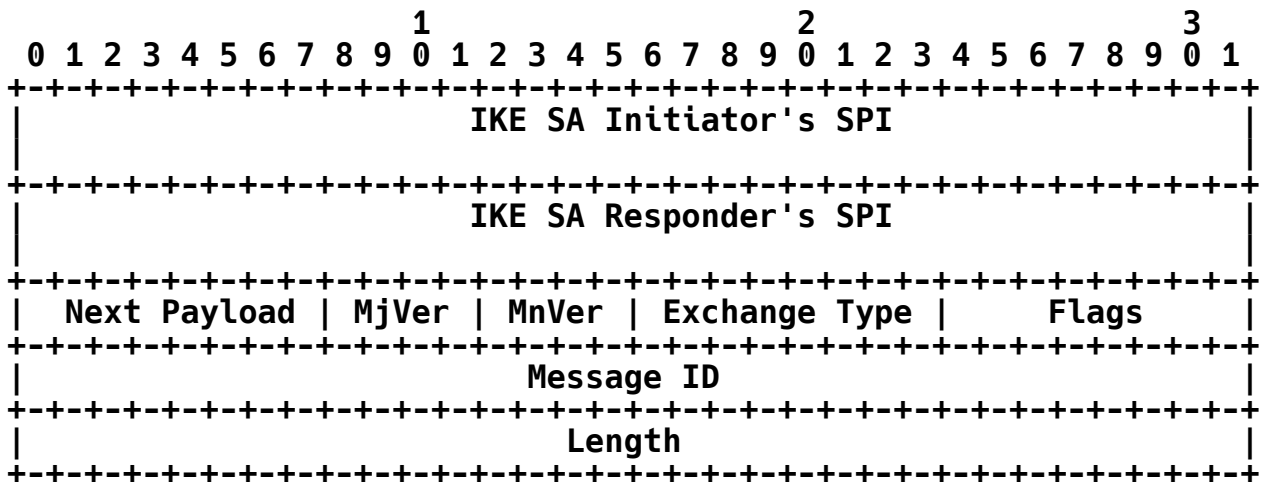 1                   2                   3
 0 1 2 3 4 5 6 7 8 9 0 1 2 3 4 5 6 7 8 9 0 1 2 3 4 5 6 7 8 9 0 1
+-+-+-+-+-+-+-+-+-+-+-+-+-+-+-+-+-+-+-+-+-+-+-+-+-+-+-+-+-+-+-+-+
|                       IKE SA Initiator's SPI                  |
|                                                               |
+-+-+-+-+-+-+-+-+-+-+-+-+-+-+-+-+-+-+-+-+-+-+-+-+-+-+-+-+-+-+-+-+
|                       IKE SA Responder's SPI                  |
|                                                               |
+-+-+-+-+-+-+-+-+-+-+-+-+-+-+-+-+-+-+-+-+-+-+-+-+-+-+-+-+-+-+-+-+
|  Next Payload | MjVer | MnVer | Exchange Type |     Flags     |
+-+-+-+-+-+-+-+-+-+-+-+-+-+-+-+-+-+-+-+-+-+-+-+-+-+-+-+-+-+-+-+-+
|                          Message ID                           |
+-+-+-+-+-+-+-+-+-+-+-+-+-+-+-+-+-+-+-+-+-+-+-+-+-+-+-+-+-+-+-+-+
|                            Length                             |
+-+-+-+-+-+-+-+-+-+-+-+-+-+-+-+-+-+-+-+-+-+-+-+-+-+-+-+-+-+-+-+-+